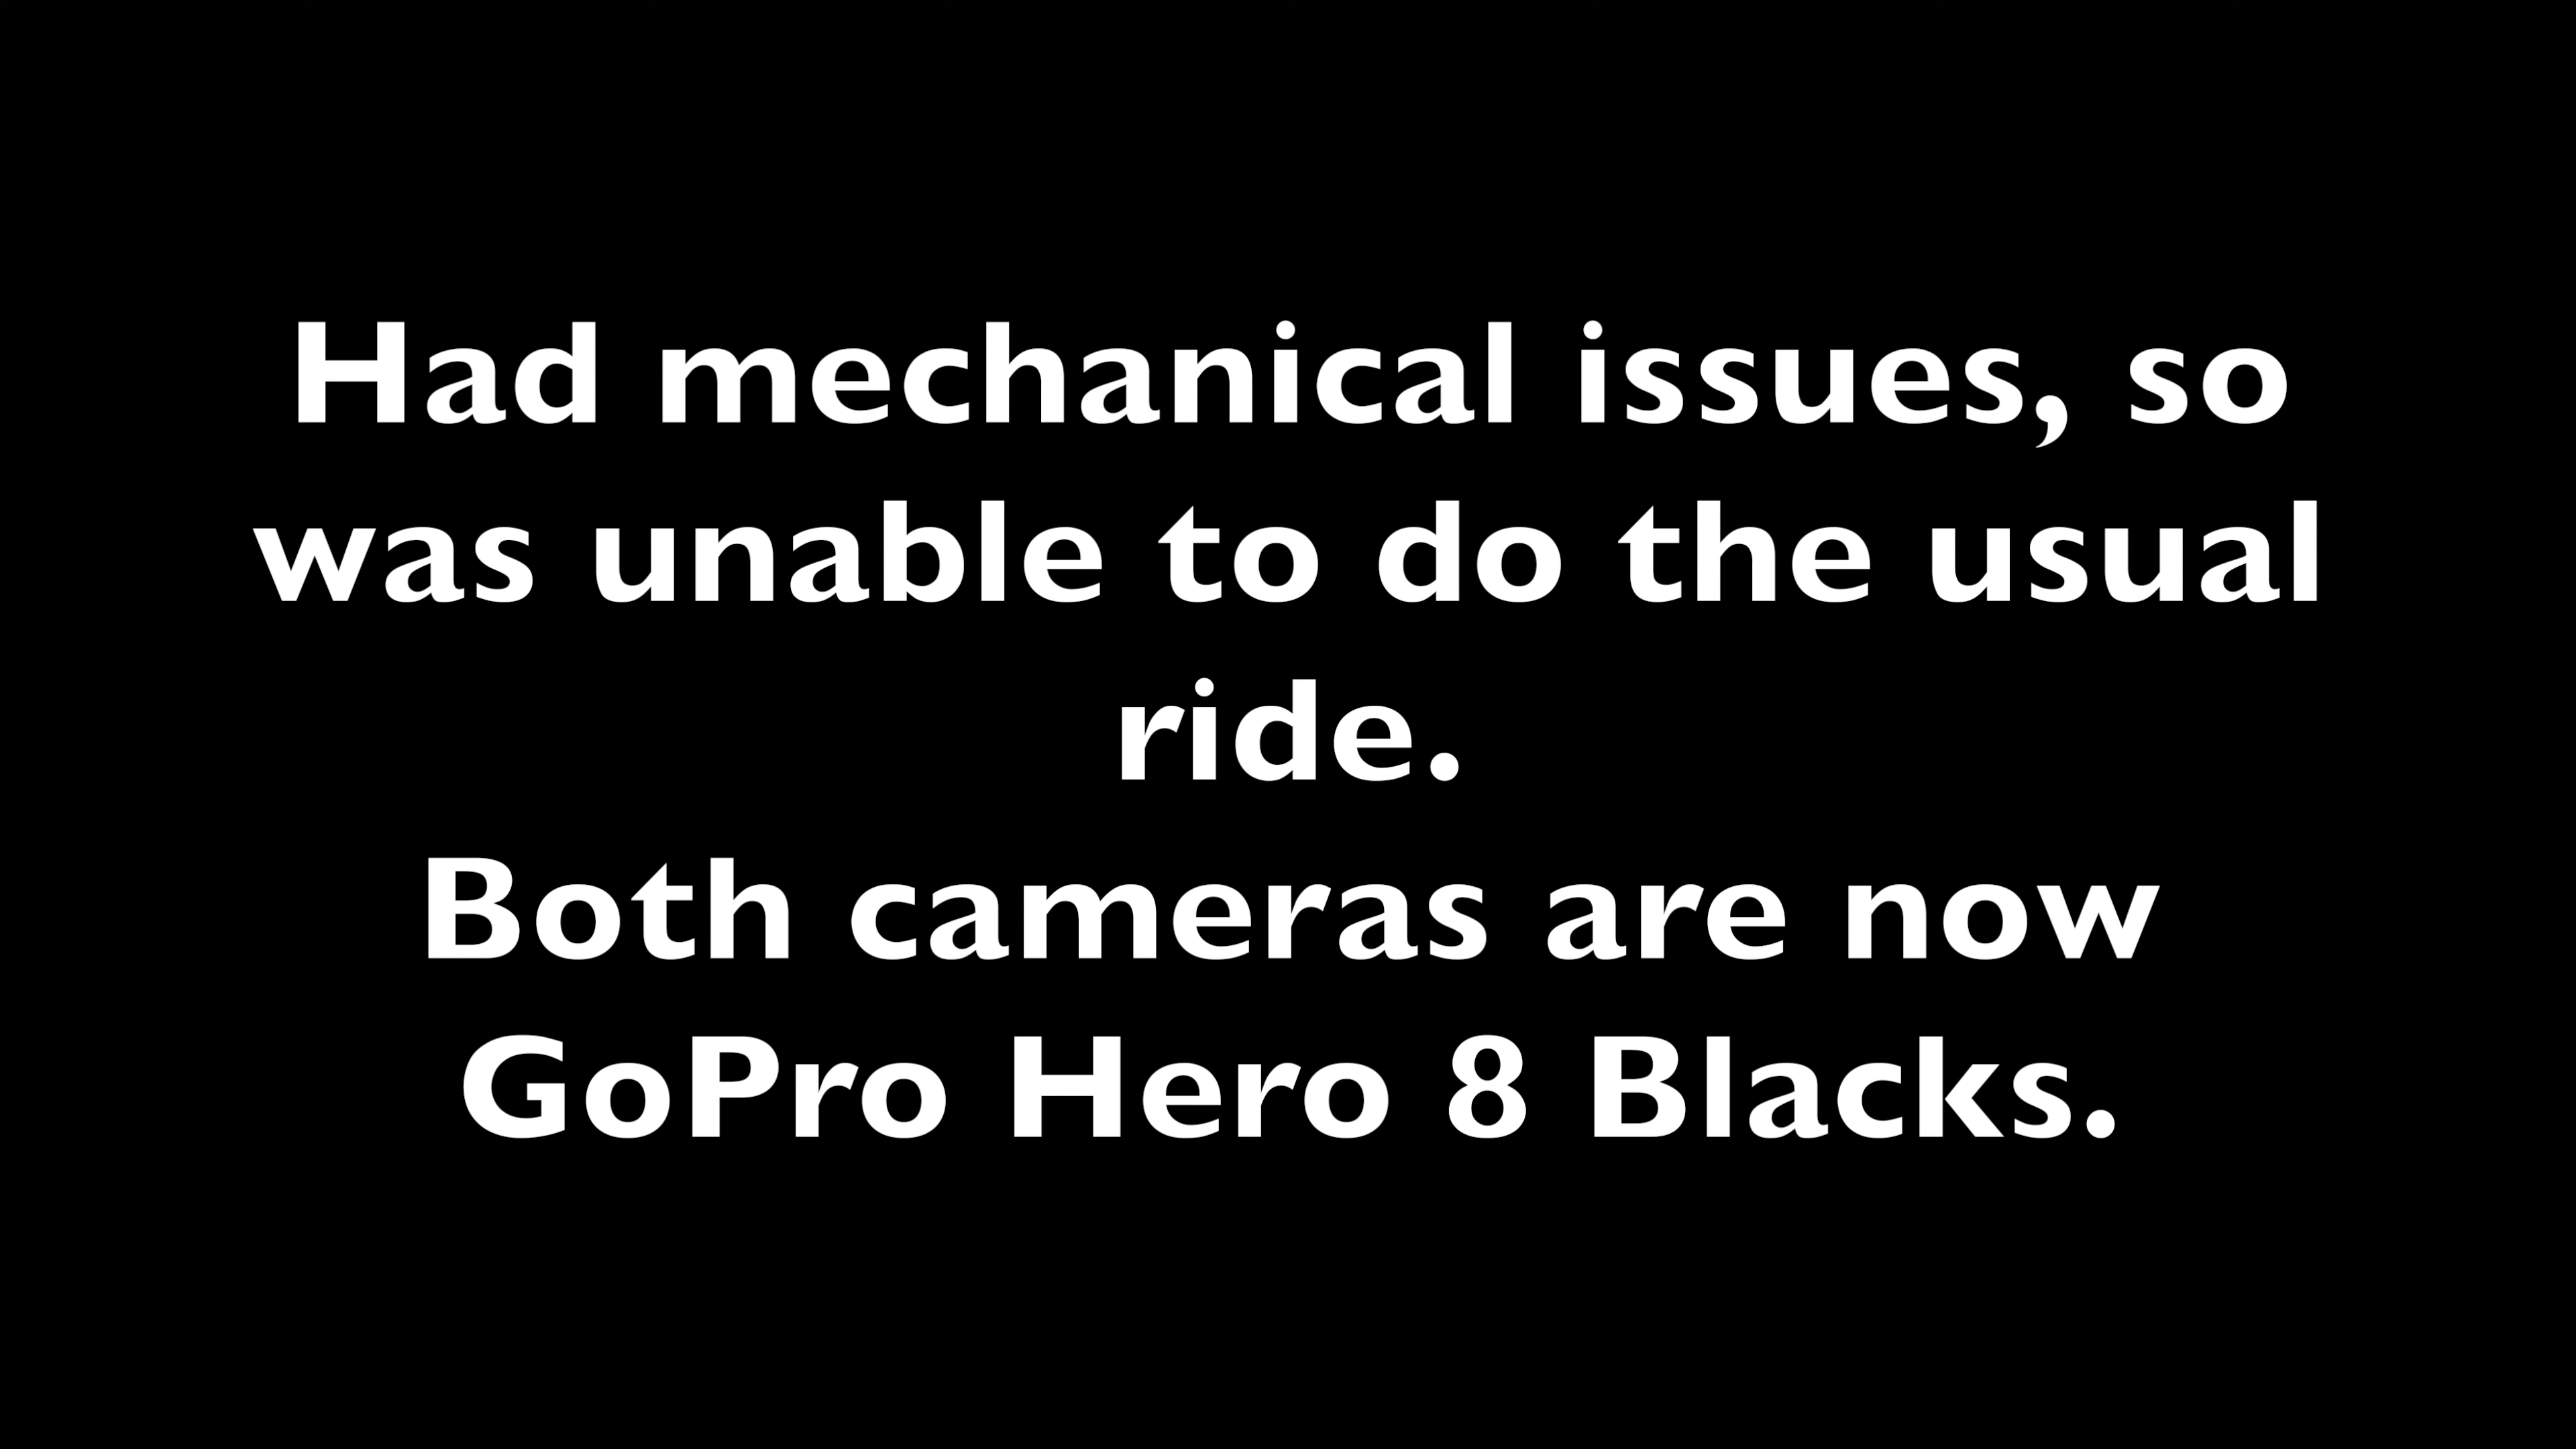 Had mechanical issues, so
was unable to do the usual
ride.
Both cameras are now
GoPro Hero 8 Blacks.